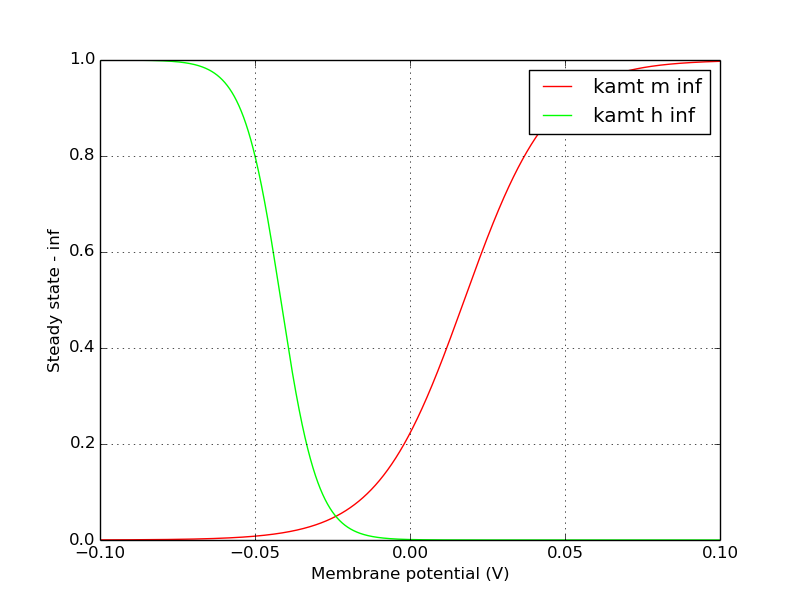 1.0
0.8
0.6
0.4
0.2
0.0
Steady state - inf
kamt m inf
kamt h inf
−0.10
−0.05
0.00
0.05
0.10
Membrane potential (V)